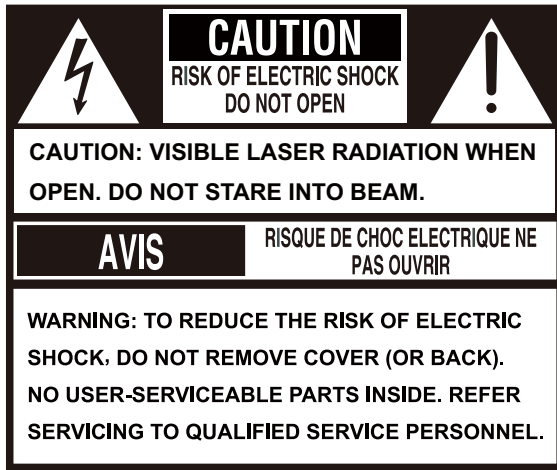 CAUTION
RISK OF ELECTRIC SHOCK
DO NOT OPEN
CAUTION: VISIBLE LASER RADIATION WHEN
OPEN. DO NOT STARE INTO BEAM.
AVIS
RISQUE DE CHOC ELECTRIQUE NE
PAS OUVRIR
WARNING: TO REDUCE THE RISK OF ELECTRIC
SHOCK, DO NOT REMOVE COVER (OR BACK).
NO USER-SERVICEABLE PARTS INSIDE. REFER
SERVICING TO QUALIFIED SERVICE PERSONNEL.